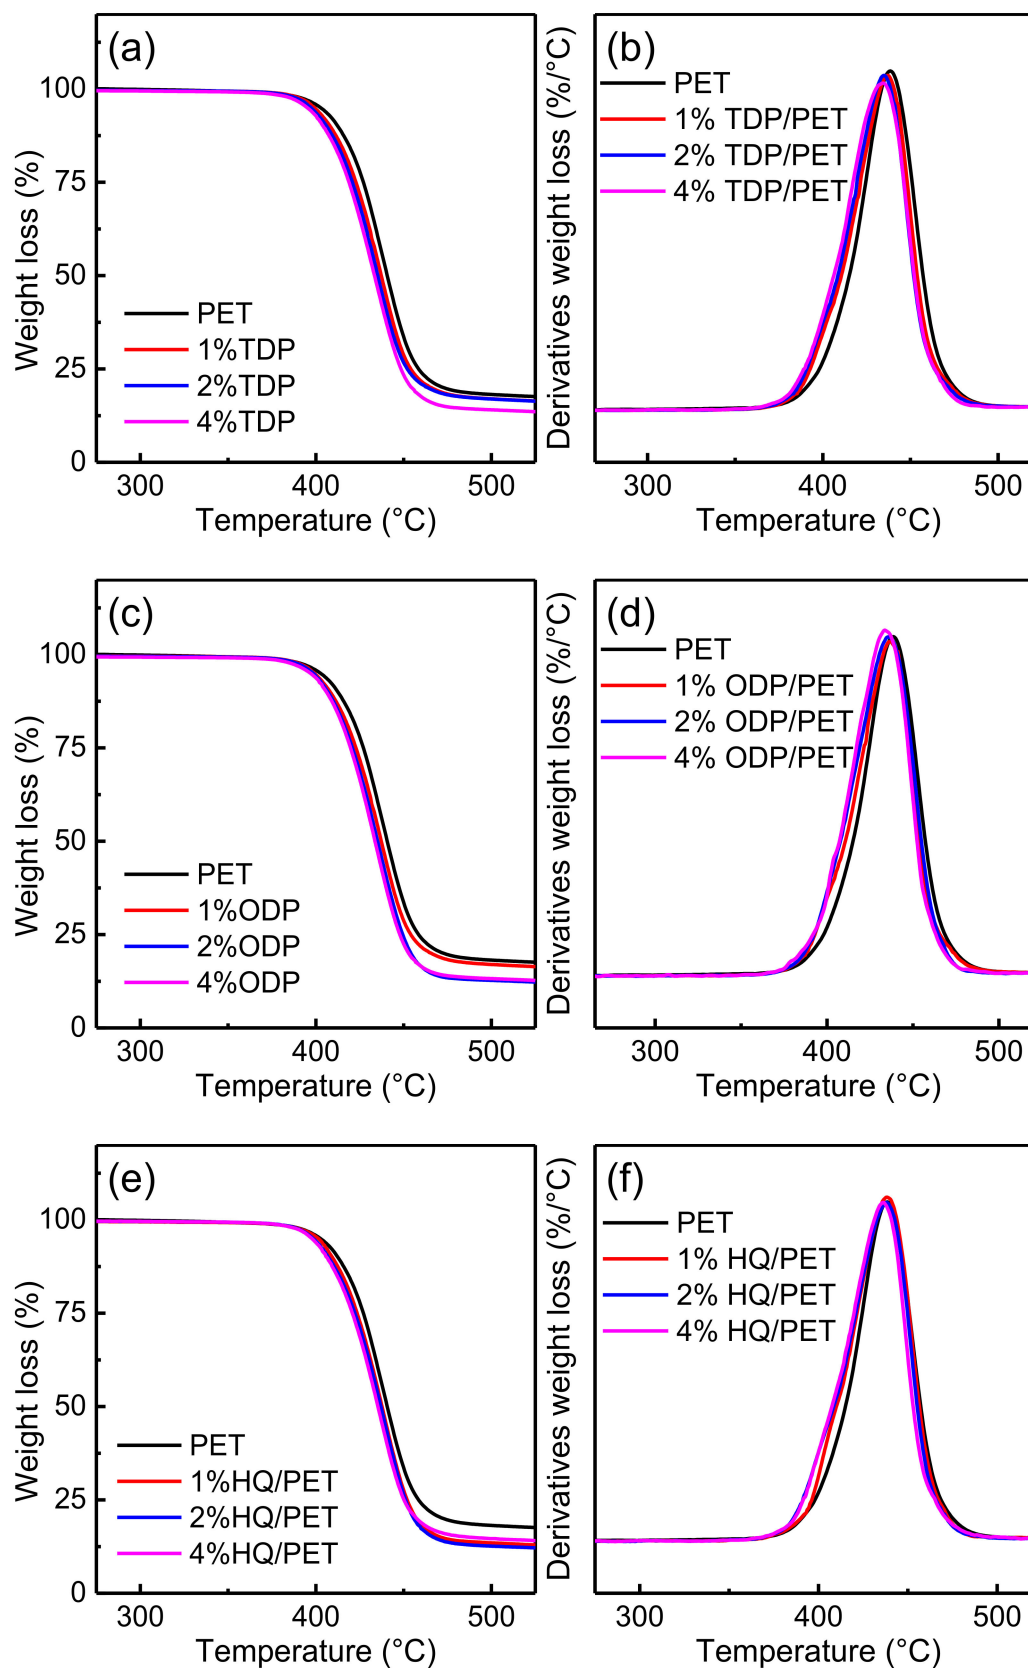 (a)
Weight loss (%)
100
75
50
25
0
PET
1%TDP
2%TDP
4%TDP
300
400
500
Temperature (°C)
(b)
Derivatives weight loss (%/°C)
PET
1% TDP/PET
2% TDP/PET
4% TDP/PET
300
400
500
Temperature (°C)
(c)
Weight loss (%)
100
75
50
25
0
PET
1%ODP
2%ODP
4%ODP
300
400
500
Temperature (°C)
(d)
Derivatives weight loss (%/°C)
PET
1% ODP/PET
2% ODP/PET
4% ODP/PET
300
400
500
Temperature (°C)
(e)
Weight loss (%)
100
75
50
25
0
PET
1%HQ/PET
2%HQ/PET
4%HQ/PET
300
400
500
Temperature (°C)
(f)
Derivatives weight loss (%/°C)
PET
1% HQ/PET
2% HQ/PET
4% HQ/PET
300
400
500
Temperature (°C)